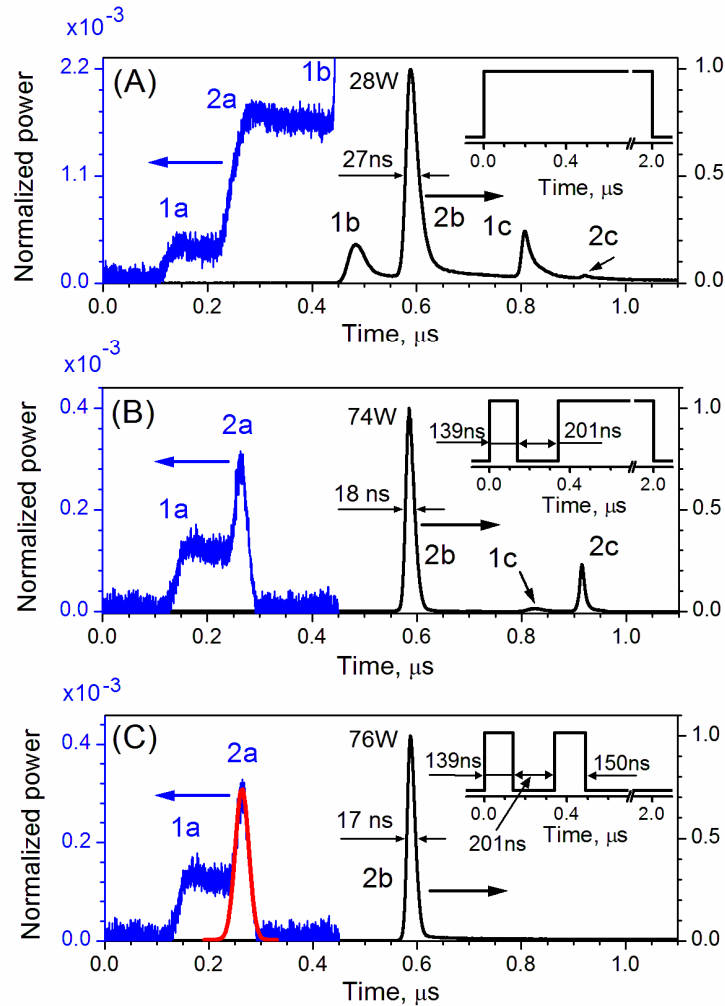 x10⁻³
(A)
1b
2a
28W
1.0
2.2
1a
27ns
0.5
1.1
1b
2b
1c
2c
0.0
0.0
0.0 0.4 2.0
Time, μs
Normalized power
0.0 0.2 0.4 0.6 0.8 1.0
Time, μs
x10⁻³
(B)
2a
74W
1.0
0.4
139ns
201ns
1a
18 ns
0.5
0.2
2b
1c
2c
0.0
0.0
0.0 0.4 2.0
Time, μs
Normalized power
0.0 0.2 0.4 0.6 0.8 1.0
Time, μs
x10⁻³
(C)
2a
76W
1.0
0.4
139ns
150ns
201ns
1a
17 ns
0.5
0.2
2b
0.0
0.0
0.0 0.4 2.0
Time, μs
Normalized power
0.0 0.2 0.4 0.6 0.8 1.0
Time, μs